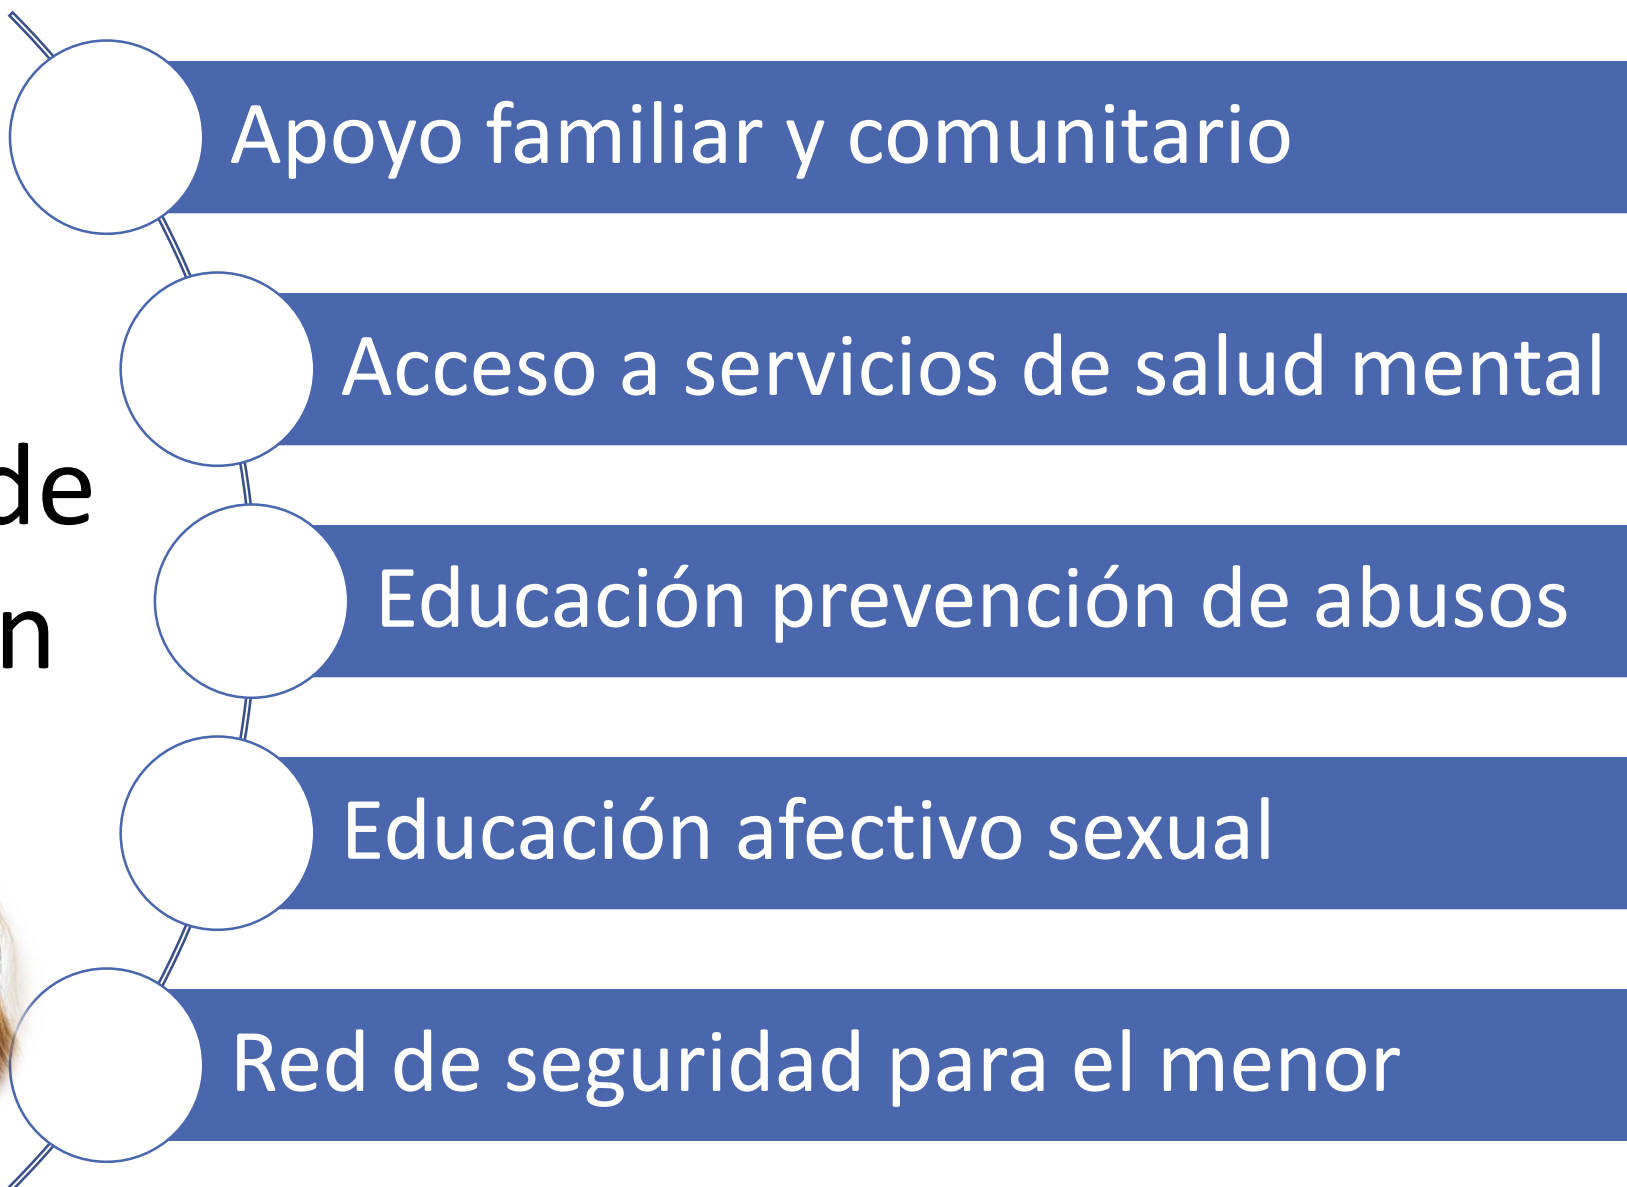 Apoyo familiar y comunitario
Acceso a servicios de salud mental
de
Educación prevención de abusos
n
Educación afectivo sexual
Red de seguridad para el menor